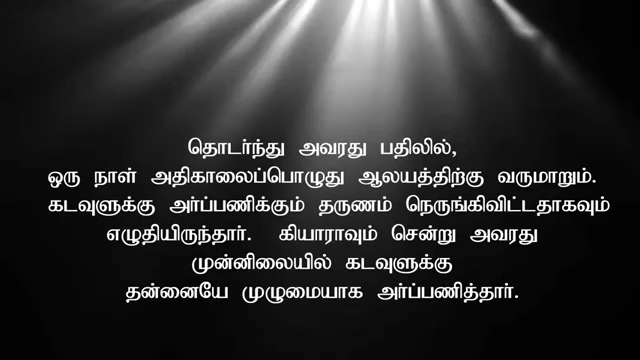 தொடர்ந்து அவரது பதிலில்,
ஒரு நாள் அதிகாலைப்பொழுது ஆலயத்திற்கு வருமாறும்.
கடவுளுக்கு அர்ப்பணிக்கும் தருணம் நெருங்கிவிட்டதாகவும்
எழுதியிருந்தார். கியாராவும் சென்று அவரது
முன்னிலையில் கடவுளுக்கு
தன்னையே முழுமையாக அர்ப்பணித்தார்.